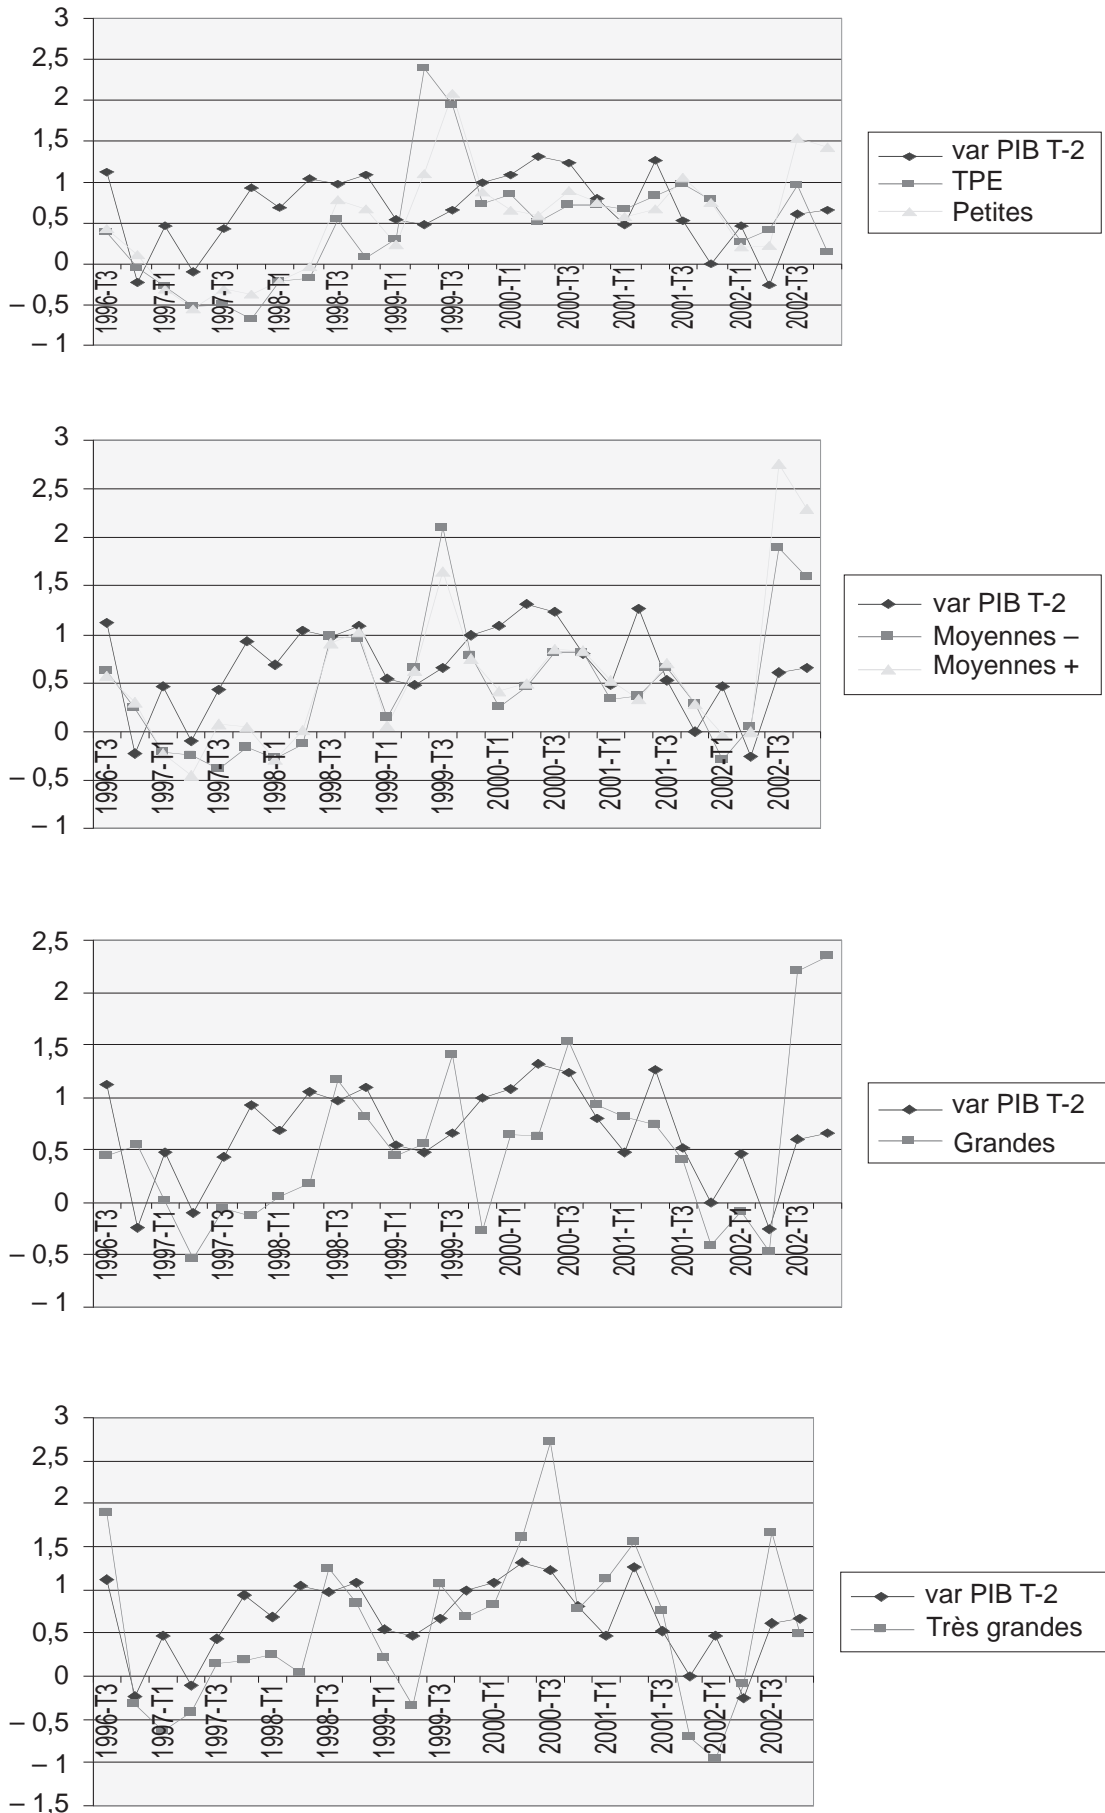 3
2,5
2
1,5
1
0,5
0
– 0,5
– 1
1996-T3
1997-T1
1997-T3
1998-T1
1998-T3
1999-T1
1999-T3
2000-T1
2000-T3
2001-T1
2001-T3
2002-T1
2002-T3
var PIB T-2
TPE
Petites
3
2,5
2
1,5
1
0,5
0
– 0,5
– 1
1996-T3
1997-T1
1997-T3
1998-T1
1998-T3
1999-T1
1999-T3
2000-T1
2000-T3
2001-T1
2001-T3
2002-T1
2002-T3
var PIB T-2
Moyennes –
Moyennes +
2,5
2
1,5
1
0,5
0
– 0,5
– 1
1996-T3
1997-T1
1997-T3
1998-T1
1998-T3
1999-T1
1999-T3
2000-T1
2000-T3
2001-T1
2001-T3
2002-T1
2002-T3
var PIB T-2
Grandes
3
2,5
2
1,5
1
0,5
0
– 0,5
– 1
– 1,5
1996-T3
1997-T1
1997-T3
1998-T1
1998-T3
1999-T1
1999-T3
2000-T1
2000-T3
2001-T1
2001-T3
2002-T1
2002-T3
var PIB T-2
Très grandes